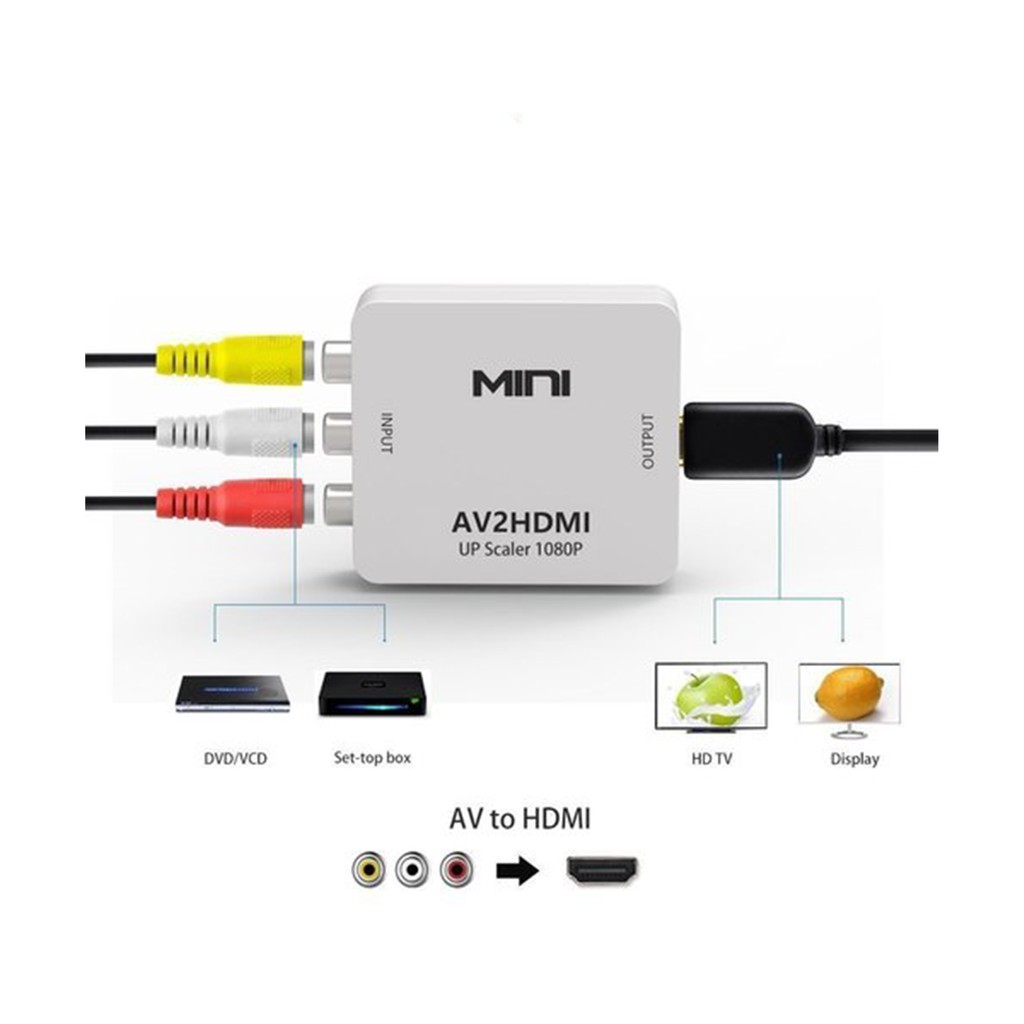 MINI
INPUT
OUTPUT
AV2HDMI
UP Scaler 1080P
DVD/VCD
Set-top box
HD TV
Display
AV to HDMI